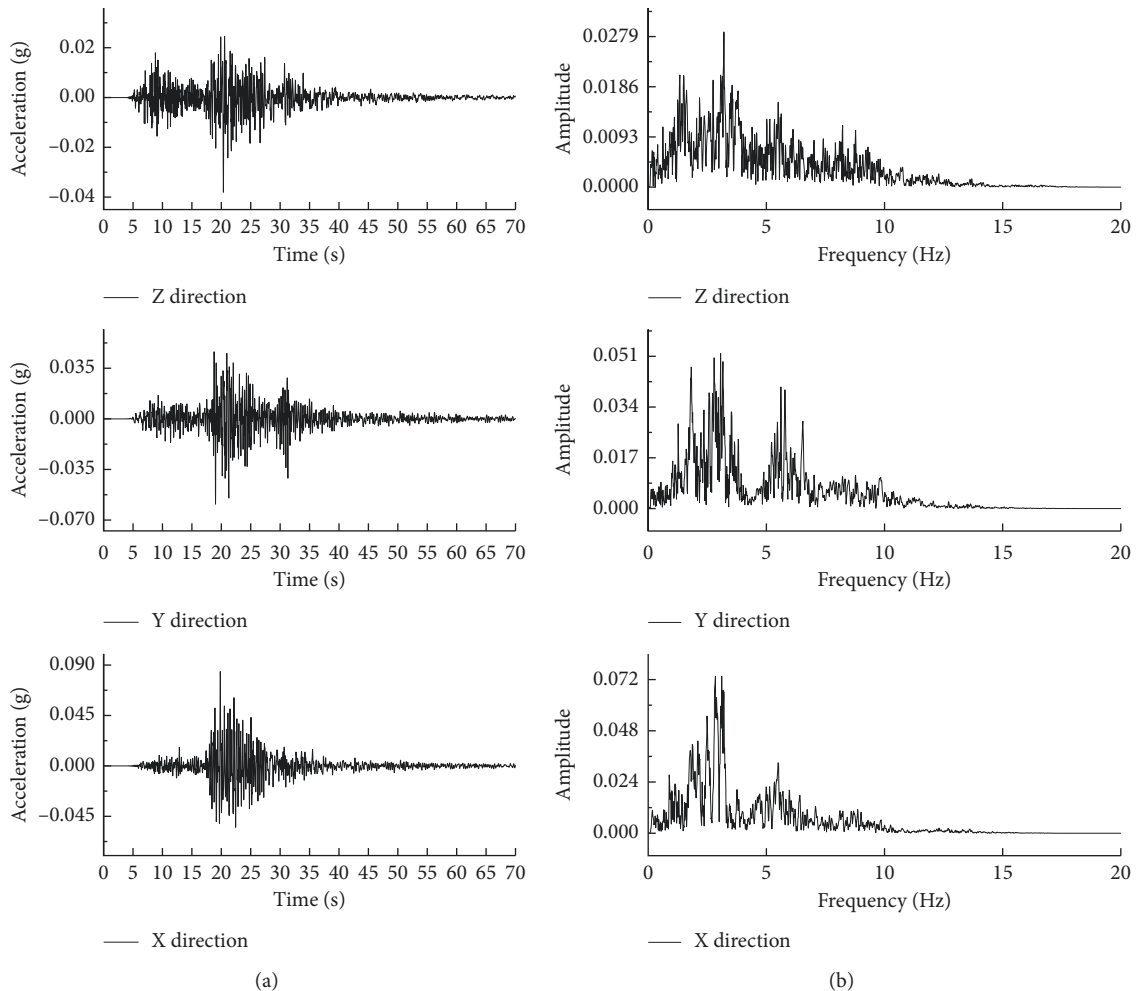 0.02
0.00
−0.02
−0.04
Acceleration (g)
0 5 10 15 20 25 30 35 40 45 50 55 60 65 70
Time (s)
Z direction
0.0279
0.0186
0.0093
0.0000
Amplitude
0 5 10 15 20
Frequency (Hz)
Z direction
0.035
0.000
−0.035
−0.070
Acceleration (g)
0 5 10 15 20 25 30 35 40 45 50 55 60 65 70
Time (s)
Y direction
0.051
0.034
0.017
0.000
Amplitude
0 5 10 15 20
Frequency (Hz)
Y direction
0.090
0.045
0.000
−0.045
Acceleration (g)
0 5 10 15 20 25 30 35 40 45 50 55 60 65 70
Time (s)
X direction
0.072
0.048
0.024
0.000
Amplitude
0 5 10 15 20
Frequency (Hz)
X direction
(a)
(b)